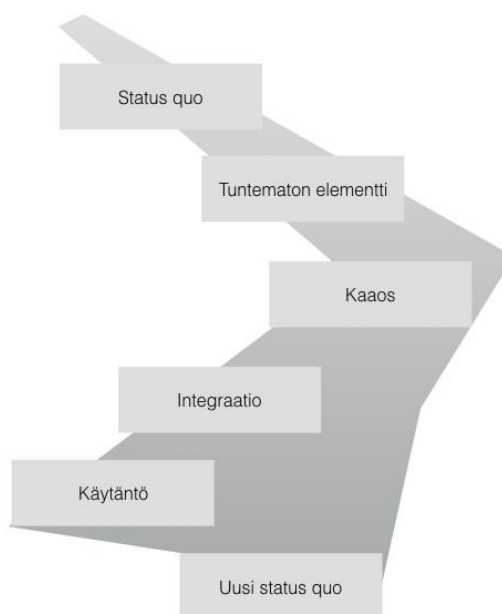 Status quo
Tuntematon elementti
Kaaos
Integraatio
Käytäntö
Uusi status quo